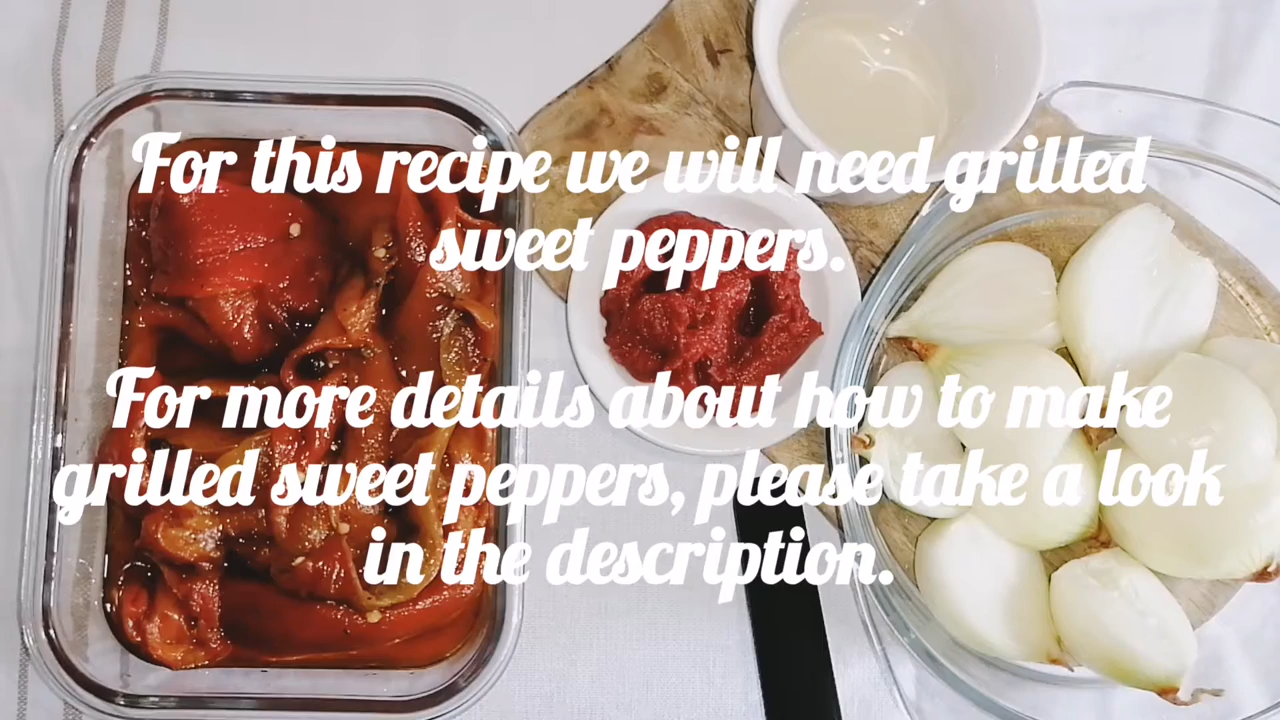 For this recipe we will need grilled
sweet peppers.
For more details about how to make
grilled sweet peppers, please take a look
in the description.